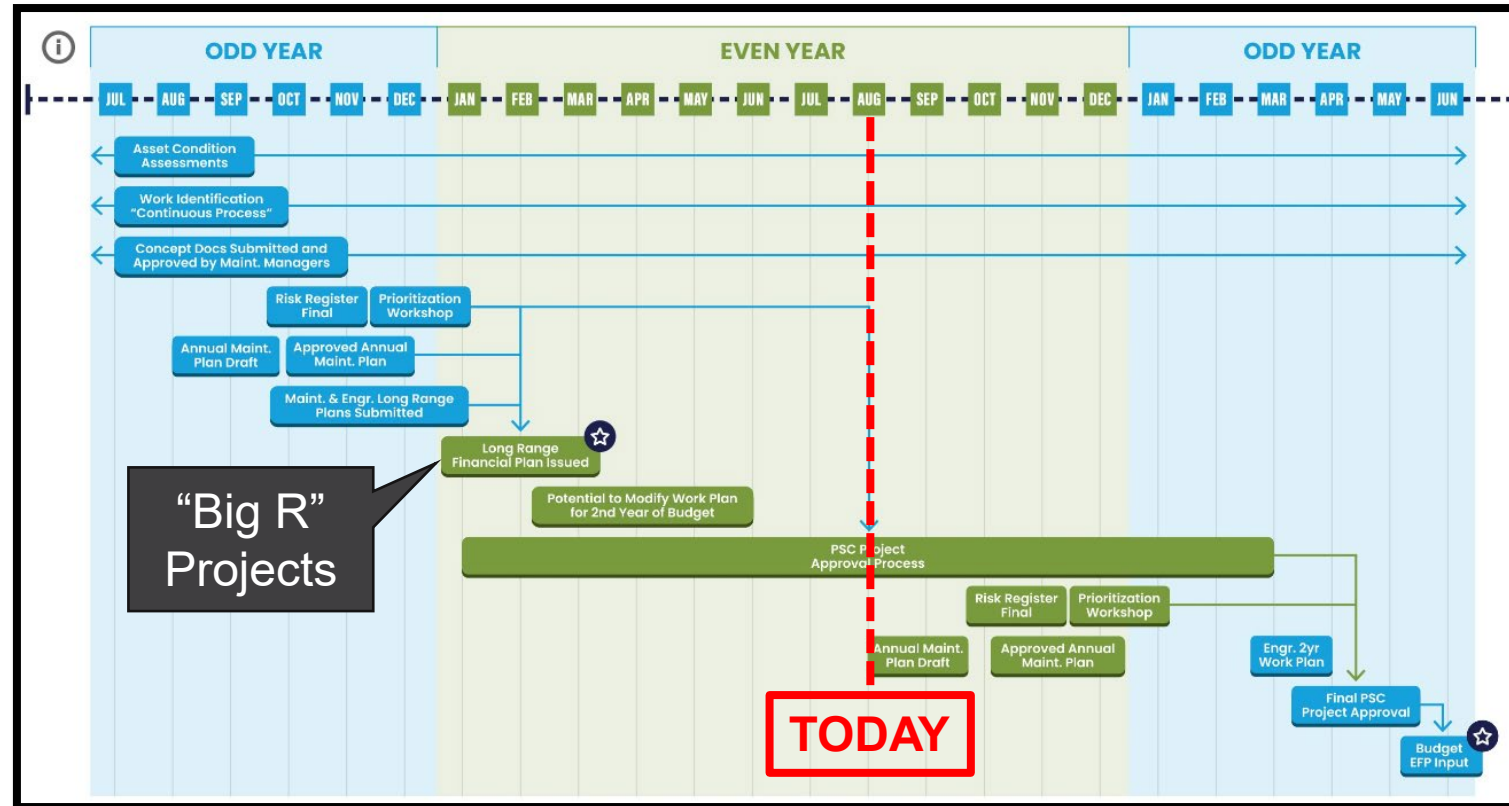 i
ODD YEAR
EVEN YEAR
ODD YEAR
JUL AUG SEP OCT NOV DEC JAN FEB MAR APR MAY JUN JUL AUG SEP OCT NOV DEC JAN FEB MAR APR MAY JUN
Asset Condition
Assessments
Work Identification
"Continuous Process"
Concept Docs Submitted and
Approved by Maint. Managers
Risk Register
Final
Prioritization
Workshop
Annual Maint.
Plan Draft
Approved Annual
Maint. Plan
Maint. & Engr. Long Range
Plans Submitted
Long Range
Financial Plan Issued
“Big R”
Projects
Potential to Modify Work Plan
for 2nd Year of Budget
PSC Project
Approval Process
Risk Register
Final
Prioritization
Workshop
Annual Maint.
Plan Draft
Approved Annual
Maint. Plan
Engr. 2yr
Work Plan
Final PSC
Project Approval
TODAY
Budget
EFP Input